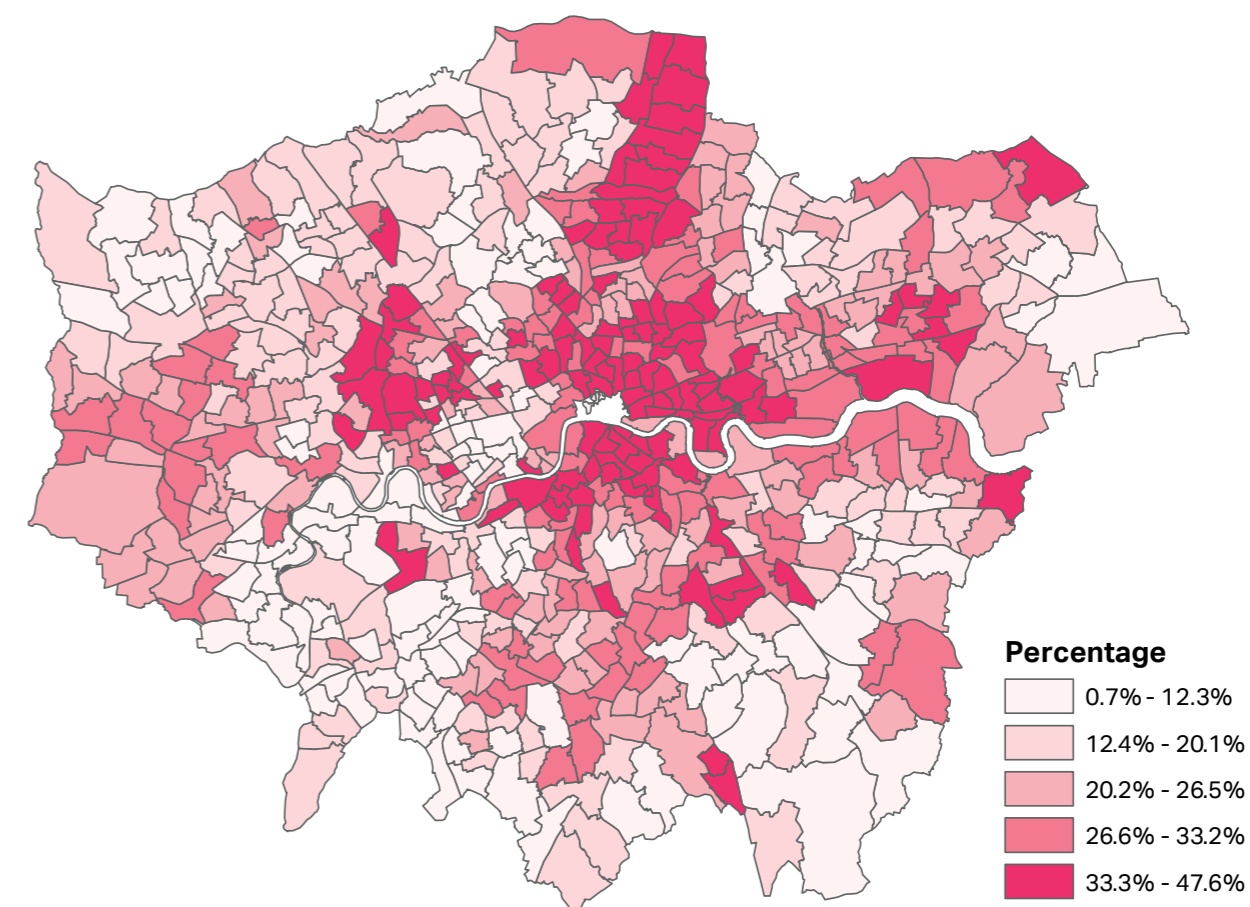 Percentage
0.7% - 12.3%
12.4% - 20.1%
20.2% - 26.5%
26.6% - 33.2%
33.3% - 47.6%